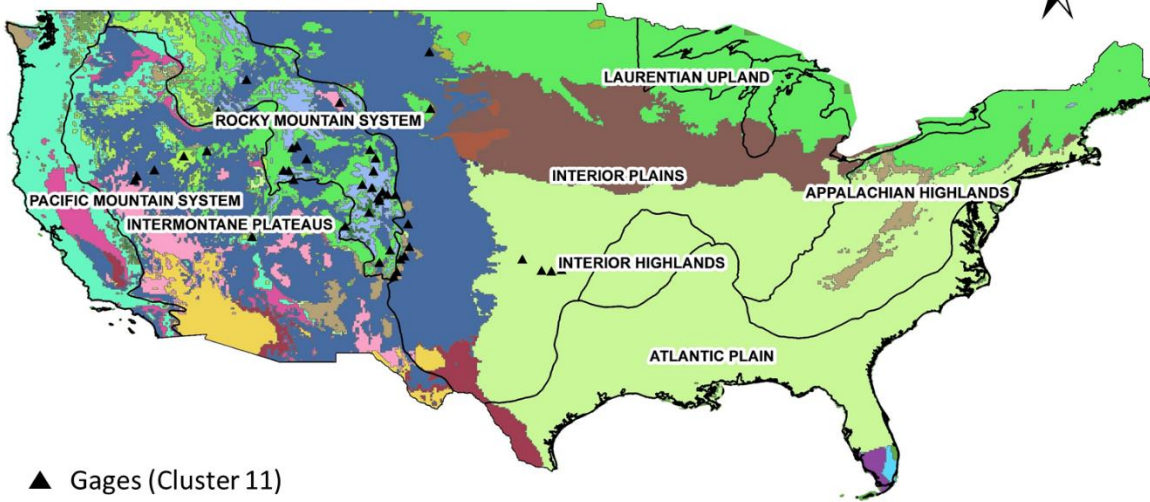 LAURENTIAN UPLAND
ROCKY MOUNTAIN SYSTEM
INTERIOR PLAINS
APPALACHIAN HIGHLANDS
PACIFIC MOUNTAIN SYSTEM
INTERMONTANE PLATEAUS
INTERIOR HIGHLANDS
ATLANTIC PLAIN
Gages (Cluster 11)